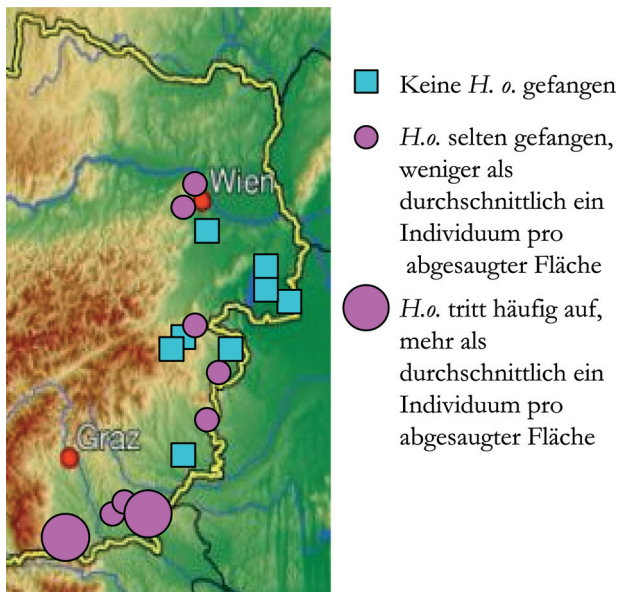 Wien
Graz
Keine H. o. gefangen
H.o. selten gefangen,
weniger als
durchschnittlich ein
Individuum pro
abgesaugter Fläche
H.o. tritt häufig auf,
mehr als
durchschnittlich ein
Individuum pro
abgesaugter Fläche